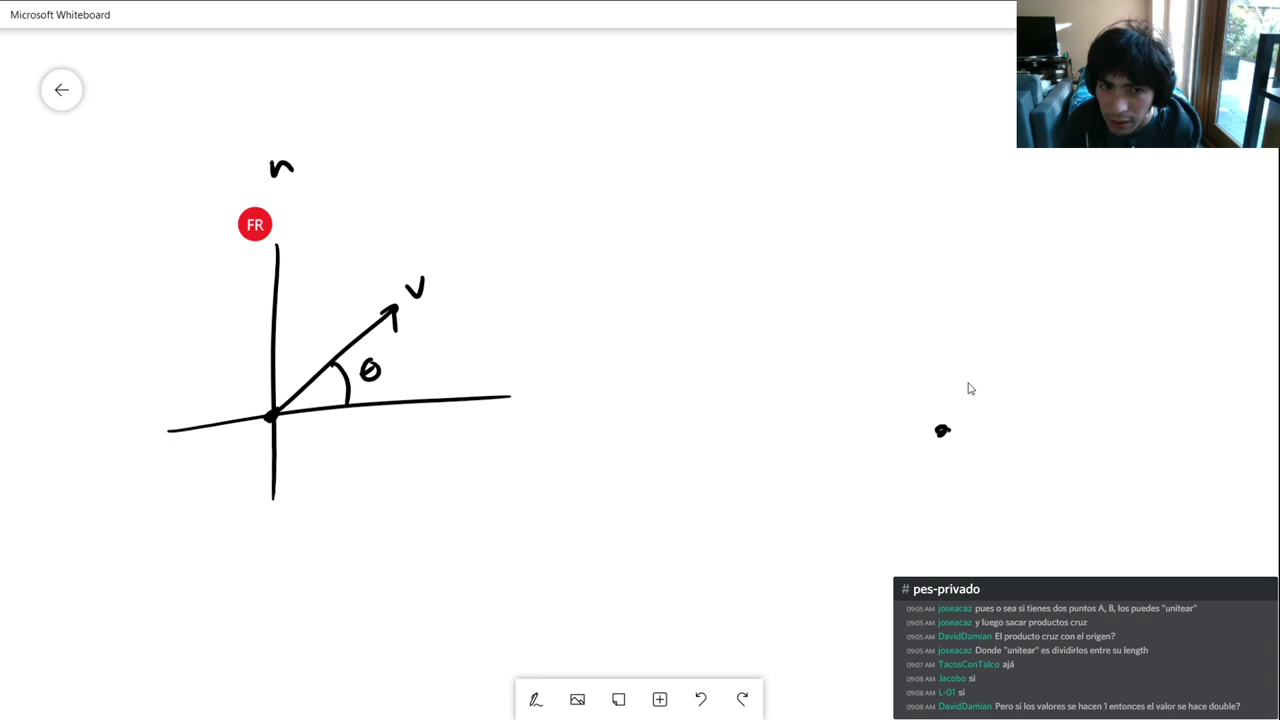 Microsoft Whiteboard
n
FR
v
θ
# pes-privado
09:05 AM joseacaz pues o sea si tienes dos puntos A, B, los puedes "unitear"
09:05 AM joseacaz y luego sacar productos cruz
09:05 AM DavidDamian El producto cruz con el origen?
09:05 AM joseacaz Donde "unitear" es dividirlos entre su length
09:07 AM TacosConTalco ajá
09:08 AM Jacobo si
09:08 AM L-01 si
09:08 AM DavidDamian Pero si los valores se hacen 1 entonces el valor se hace double?